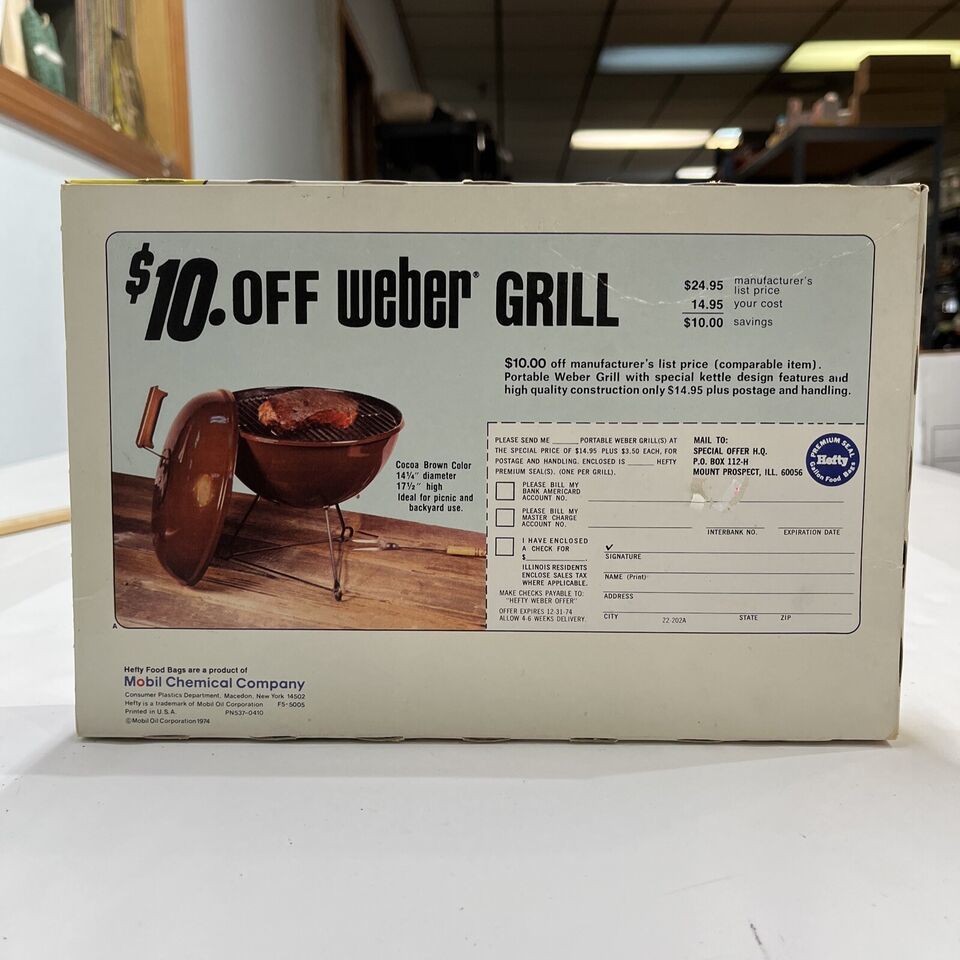 $10. OFF weber® GRILL
$24.95 manufacturer's list price
14.95 your cost
$10.00 savings
$10.00 off manufacturer's list price (comparable item).
Portable Weber Grill with special kettle design features and
high quality construction only $14.95 plus postage and handling.
Cocoa Brown Color
14¼" diameter
17½" high
Ideal for picnic and
backyard use.
PLEASE SEND ME ______ PORTABLE WEBER GRILL(S) AT
THE SPECIAL PRICE OF $14.95 PLUS $3.50 EACH, FOR
POSTAGE AND HANDLING. ENCLOSED IS ______ HEFTY
PREMIUM SEAL(S). (ONE PER GRILL).
MAIL TO:
SPECIAL OFFER H.Q.
P.O. BOX 112-H
MOUNT PROSPECT, ILL. 60056
PREMIUM SEAL
Hefty
Gallon Food Bags
PLEASE BILL MY
BANK AMERICARD
ACCOUNT NO.
PLEASE BILL MY
MASTER CHARGE
ACCOUNT NO.
INTERBANK NO. EXPIRATION DATE
I HAVE ENCLOSED
A CHECK FOR
$
ILLINOIS RESIDENTS
ENCLOSE SALES TAX
WHERE APPLICABLE.
MAKE CHECKS PAYABLE TO:
"HEFTY WEBER OFFER"
OFFER EXPIRES 12-31-74
ALLOW 4-6 WEEKS DELIVERY.
✓
SIGNATURE
NAME (Print)
ADDRESS
CITY STATE ZIP
22-202A
A
Hefty Food Bags are a product of
Mobil Chemical Company
Consumer Plastics Department, Macedon, New York 14502
Hefty is a trademark of Mobil Oil Corporation FS-5005
Printed in U.S.A. PN537-0410
©Mobil Oil Corporation 1974